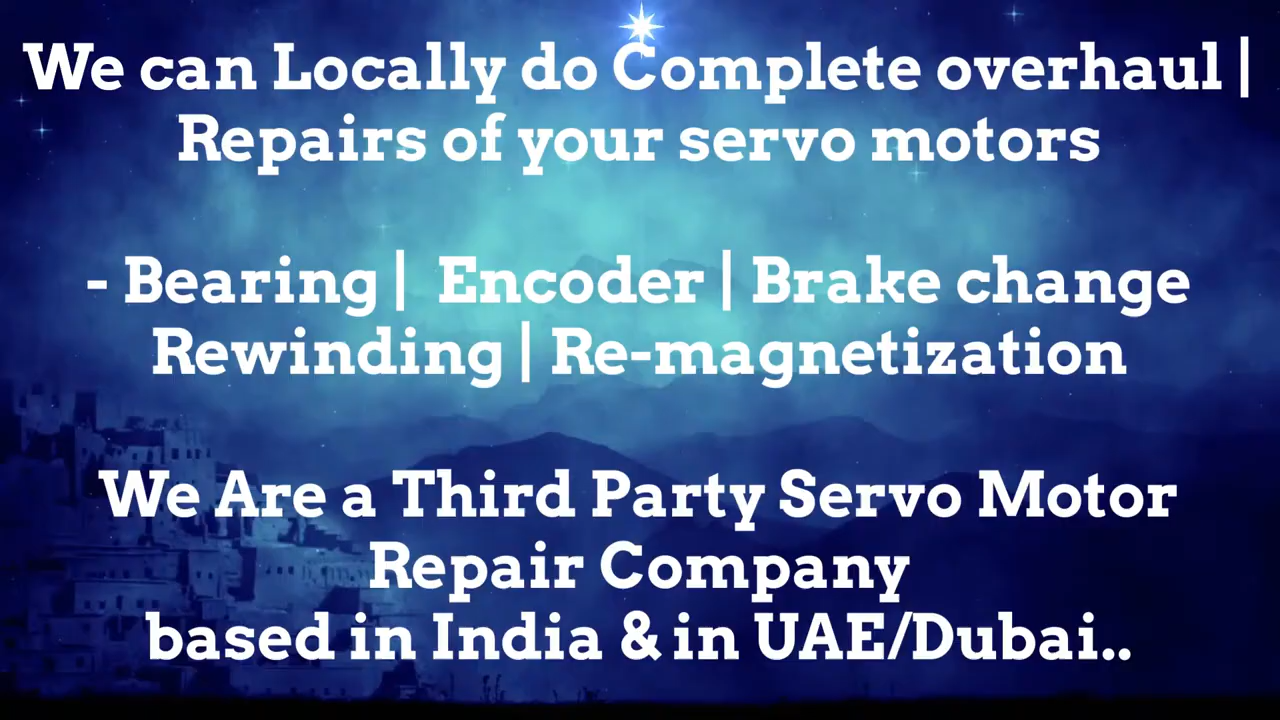 We can Locally do Complete overhaul |
Repairs of your servo motors
- Bearing | Encoder | Brake change
Rewinding | Re-magnetization
We Are a Third Party Servo Motor
Repair Company
based in India & in UAE/Dubai..